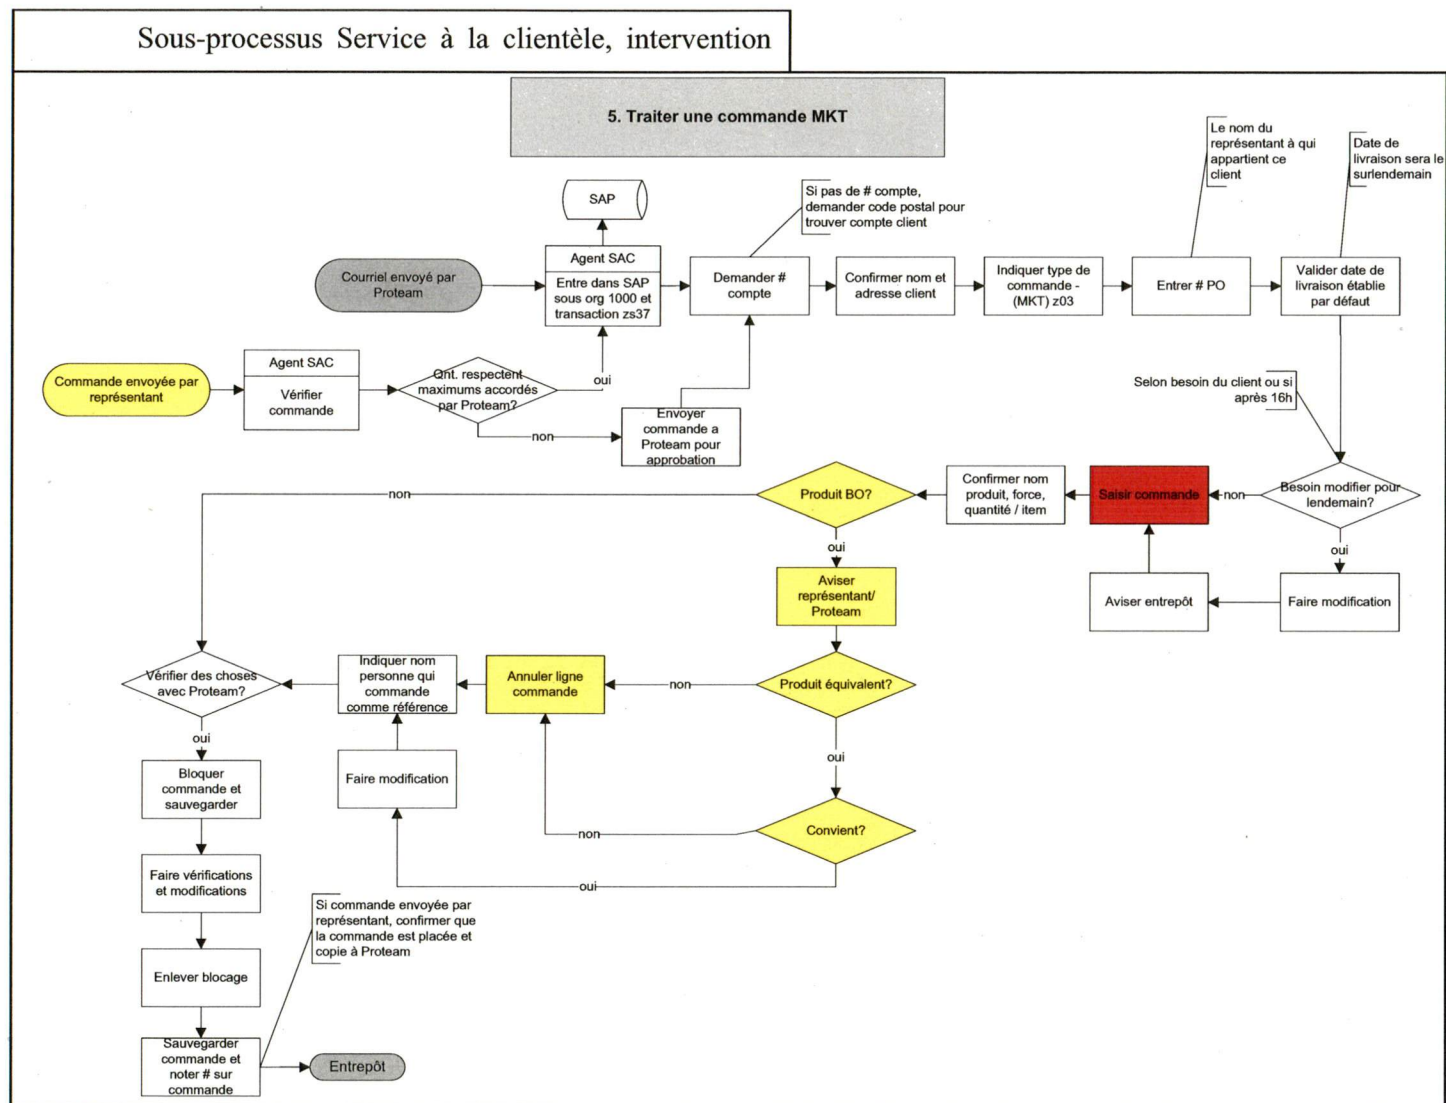 Sous-processus Service à la clientèle, intervention
5. Traiter une commande MKT
Le nom du
représentant à qui
appartient ce
client
Date de
livraison sera le
surlendemain
SAP
Si pas de # compte,
demander code postal pour
trouver compte client
Courriel envoyé par
Proteam
Agent SAC
Entre dans SAP
sous org 1000 et
transaction zs37
Demander #
compte
Confirmer nom et
adresse client
Indiquer type de
commande -
(MKT) z03
Entrer # PO
Valider date de
livraison établie
par défaut
Commande envoyée par
représentant
Agent SAC
Vérifier
commande
Qnt. respectent
maximums accordés
par Proteam?
oui
non
Envoyer
commande a
Proteam pour
approbation
Selon besoin du client ou si
après 16h
Besoin modifier pour
lendemain?
non
Saisir commande
Confirmer nom
produit, force,
quantité / item
Produit BO?
non
oui
oui
Aviser
représentant/
Proteam
Aviser entrepôt
Faire modification
Vérifier des choses
avec Proteam?
Indiquer nom
personne qui
commande
comme référence
Annuler ligne
commande
non
Produit équivalent?
oui
oui
Bloquer
commande et
sauvegarder
Faire modification
non
Convient?
oui
Faire vérifications
et modifications
Si commande envoyée par
représentant, confirmer que
la commande est placée et
copie à Proteam
Enlever blocage
Sauvegarder
commande et
noter # sur
commande
Entrepôt